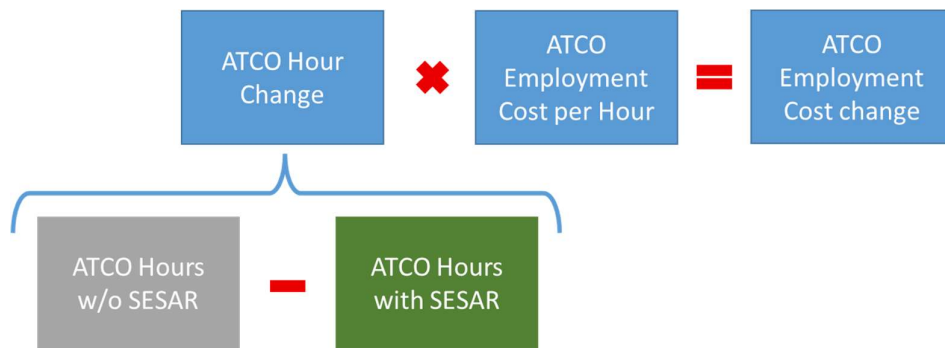 ATCO Hour
Change
ATCO
Employment
Cost per Hour
ATCO
Employment
Cost change
ATCO Hours
w/o SESAR
ATCO Hours
with SESAR